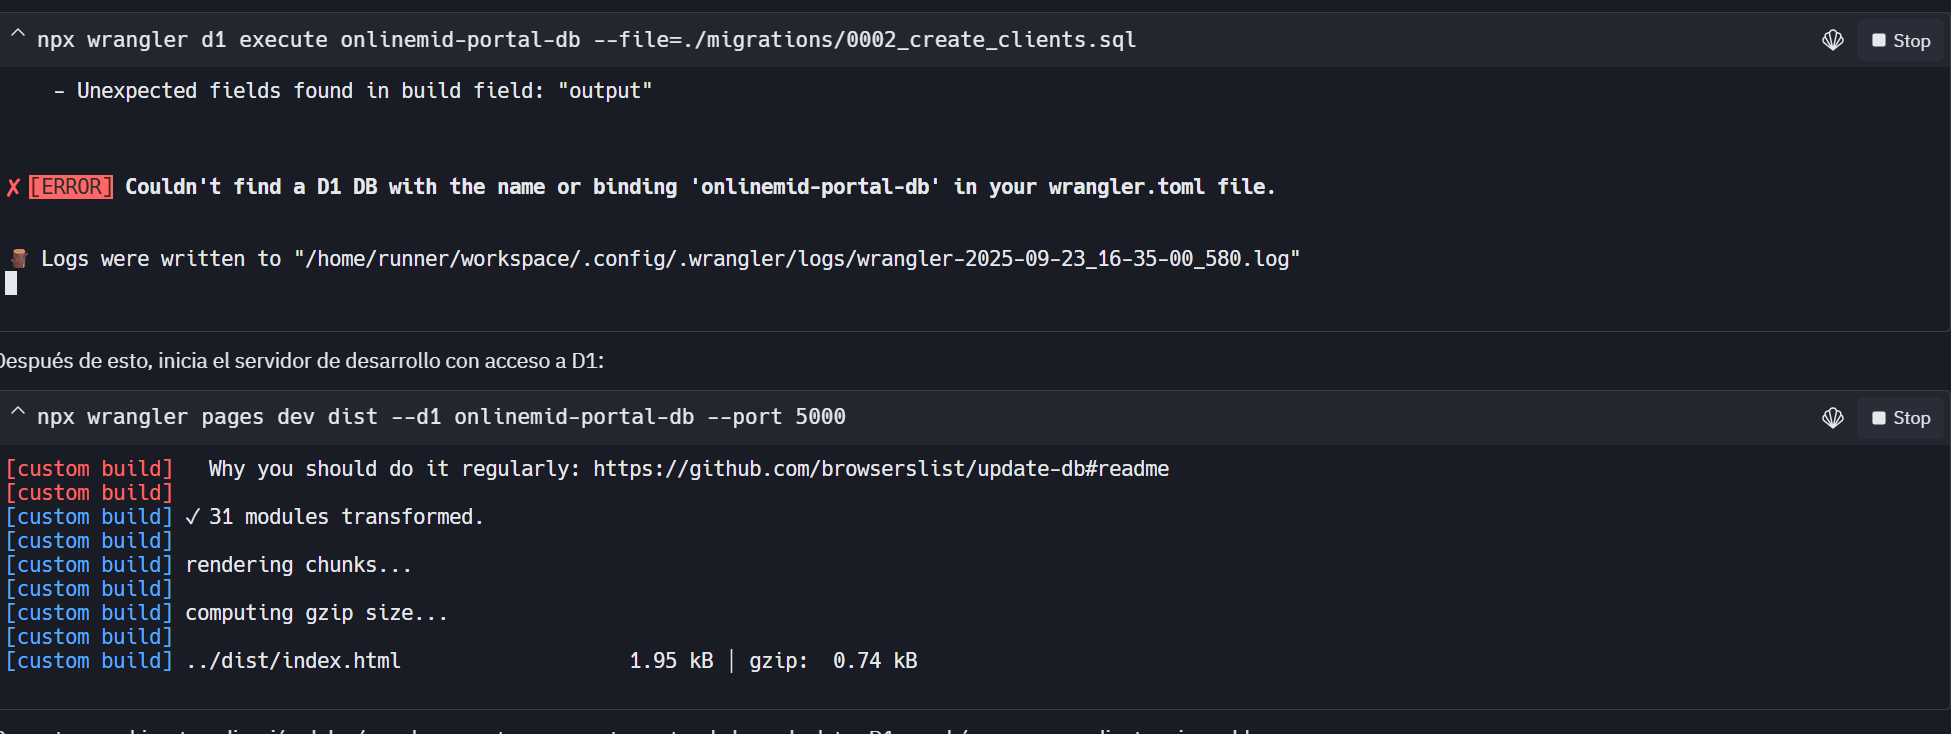 npx wrangler d1 execute onlinemid-portal-db --file=./migrations/0002_create_clients.sql
Stop
- Unexpected fields found in build field: "output"
✗ [ERROR] Couldn't find a D1 DB with the name or binding 'onlinemid-portal-db' in your wrangler.toml file.
🪵 Logs were written to "/home/runner/workspace/.config/.wrangler/logs/wrangler-2025-09-23_16-35-00_580.log"
Después de esto, inicia el servidor de desarrollo con acceso a D1:
npx wrangler pages dev dist --d1 onlinemid-portal-db --port 5000
Stop
[custom build] Why you should do it regularly: https://github.com/browserslist/update-db#readme
[custom build]
[custom build] ✓ 31 modules transformed.
[custom build]
[custom build] rendering chunks...
[custom build]
[custom build] computing gzip size...
[custom build]
[custom build] ../dist/index.html 1.95 kB │ gzip: 0.74 kB